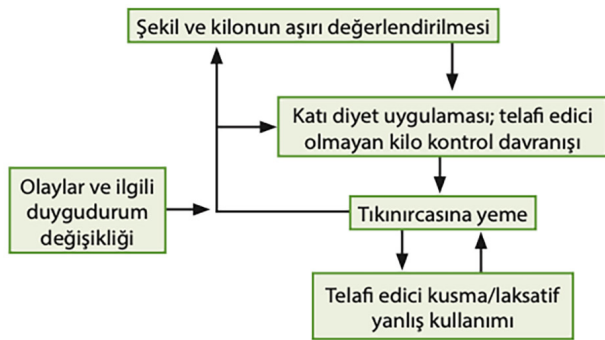 Şekil ve kilonun aşırı değerlendirilmesi
Katı diyet uygulaması; telafi edici
olmayan kilo kontrol davranışı
Olaylar ve ilgili
duygudurum
değişikliği
Tıkınırcasına yeme
Telafi edici kusma/laksatif
yanlış kullanımı